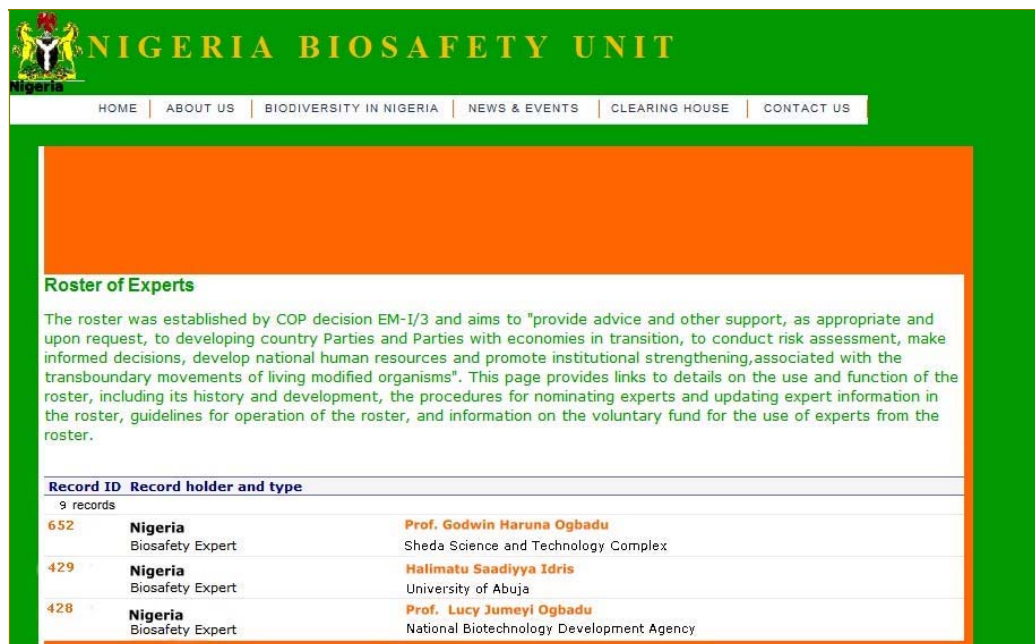 NIGERIA BIOSAFETY UNIT
Nigeria
HOME ABOUT US BIODIVERSITY IN NIGERIA NEWS & EVENTS CLEARING HOUSE CONTACT US
Roster of Experts
The roster was established by COP decision EM-I/3 and aims to "provide advice and other support, as appropriate and
upon request, to developing country Parties and Parties with economies in transition, to conduct risk assessment, make
informed decisions, develop national human resources and promote institutional strengthening,associated with the
transboundary movements of living modified organisms". This page provides links to details on the use and function of the
roster, including its history and development, the procedures for nominating experts and updating expert information in
the roster, guidelines for operation of the roster, and information on the voluntary fund for the use of experts from the
roster.
Record ID Record holder and type
9 records
652 Nigeria Prof. Godwin Haruna Ogbadu
Biosafety Expert Sheda Science and Technology Complex
429 Nigeria Halimatu Saadiyya Idris
Biosafety Expert University of Abuja
428 Nigeria Prof. Lucy Jumeyi Ogbadu
Biosafety Expert National Biotechnology Development Agency